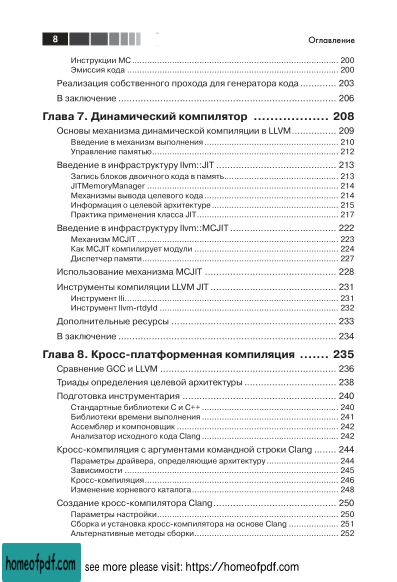 8 Оглавление
Инструкции MC 200
Эмиссия кода 200
Реализация собственного прохода для генератора кода 203
В заключение 206
Глава 7. Динамический компилятор 208
Основы механизма динамической компиляции в LLVM 209
Введение в механизм выполнения 210
Управление памятью 212
Введение в инфраструктуру llvm::JIT 213
Запись блоков двоичного кода в память 213
JITMemoryManager 214
Механизмы вывода целевого кода 214
Информация о целевой архитектуре 215
Практика применения класса JIT 217
Введение в инфраструктуру llvm::MCJIT 222
Механизм MCJIT 223
Как MCJIT компилирует модули 224
Диспетчер памяти 227
Использование механизма MCJIT 228
Инструменты компиляции LLVM JIT 231
Инструмент lli 231
Инструмент llvm-rtdyld 232
Дополнительные ресурсы 233
В заключение 234
Глава 8. Кросс-платформенная компиляция 235
Сравнение GCC и LLVM 236
Триады определения целевой архитектуры 238
Подготовка инструментария 240
Стандартные библиотеки C и C++ 240
Библиотеки времени выполнения 241
Ассемблер и компоновщик 242
Анализатор исходного кода Clang 242
Кросс-компиляция с аргументами командной строки Clang 244
Параметры драйвера, определяющие архитектуру 244
Зависимости 245
Кросс-компиляция 246
Изменение корневого каталога 248
Создание кросс-компилятора Clang 250
Параметры настройки 250
Сборка и установка кросс-компилятора на основе Clang 251
Альтернативные методы сборки 252
homeofpdf.com see more please visit: https://homeofpdf.com